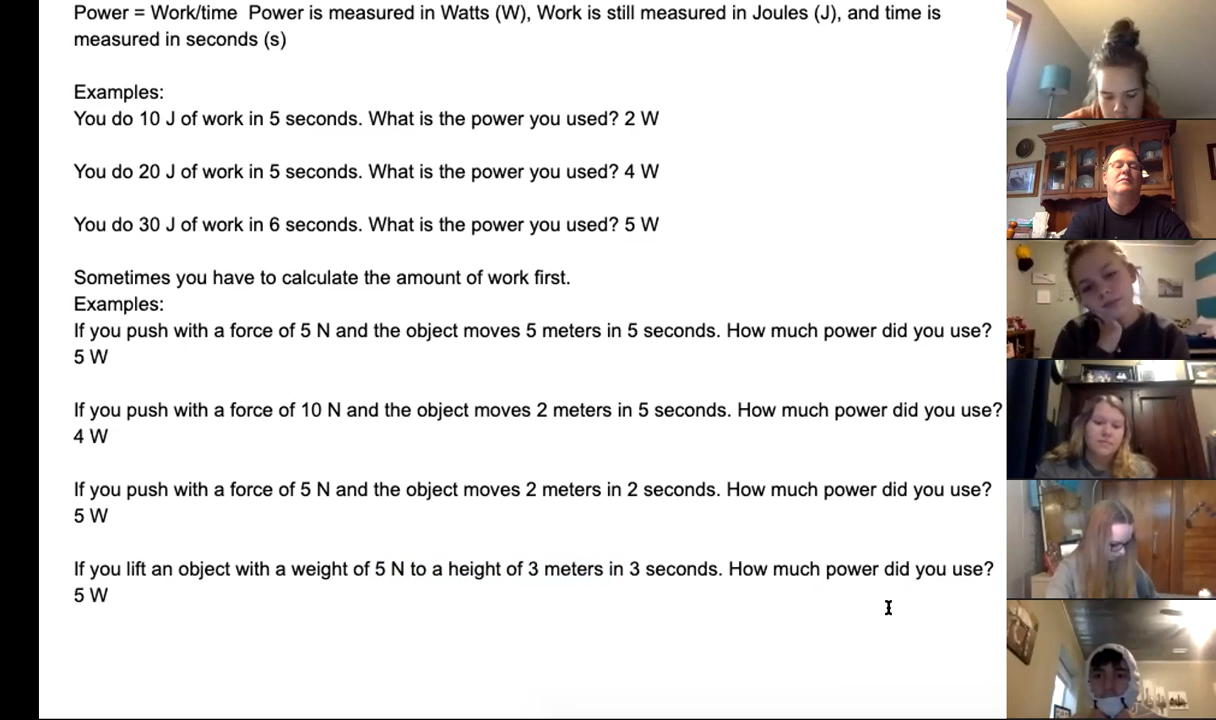 Power = Work/time  Power is measured in Watts (W), Work is still measured in Joules (J), and time is
measured in seconds (s)
Examples:
You do 10 J of work in 5 seconds. What is the power you used? 2 W
You do 20 J of work in 5 seconds. What is the power you used? 4 W
You do 30 J of work in 6 seconds. What is the power you used? 5 W
Sometimes you have to calculate the amount of work first.
Examples:
If you push with a force of 5 N and the object moves 5 meters in 5 seconds. How much power did you use?
5 W
If you push with a force of 10 N and the object moves 2 meters in 5 seconds. How much power did you use?
4 W
If you push with a force of 5 N and the object moves 2 meters in 2 seconds. How much power did you use?
5 W
If you lift an object with a weight of 5 N to a height of 3 meters in 3 seconds. How much power did you use?
5 W